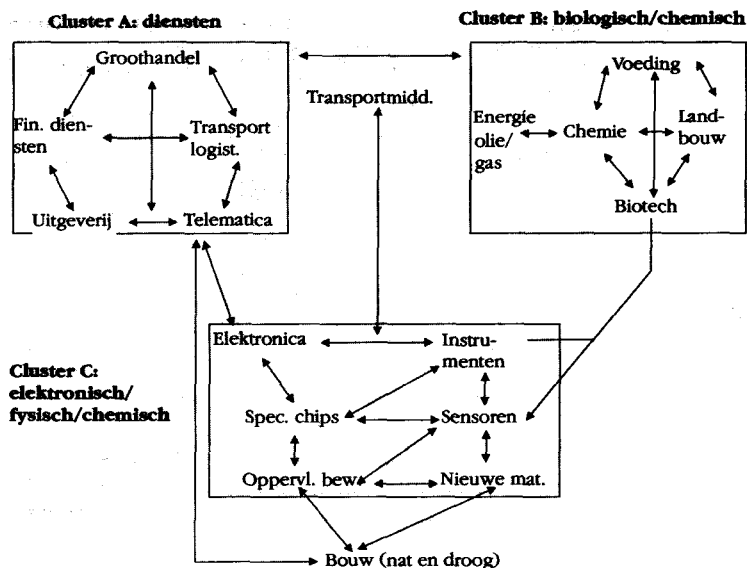 Cluster A: diensten
Groothandel
Fin. dien-
sten
Transport
logist.
Uitgeverij
Telematica
Transportmidd.
Cluster B: biologisch/chemisch
Voeding
Energie
olie/
gas
Chemie
Land-
bouw
Biotech
Cluster C:
elektronisch/
fysisch/chemisch
Elektronica
Instru-
menten
Spec. chips
Sensoren
Oppervl. bew
Nieuwe mat.
Bouw (nat en droog)